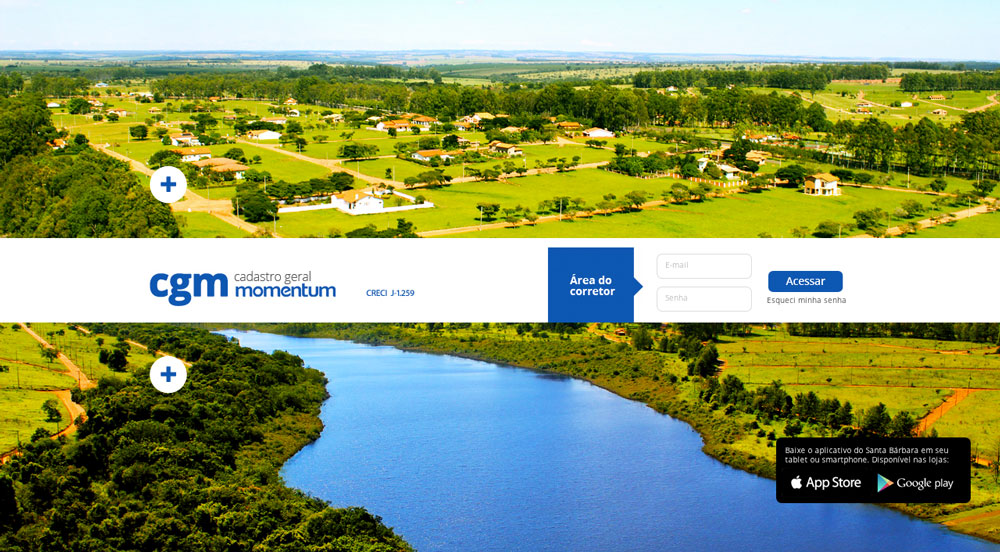 cgm cadastro geral
momentum
CRECI J-1.259
Área do
corretor
E-mail
Senha
Acessar
Esqueci minha senha
Baixe o aplicativo do Santa Bárbara em seu
tablet ou smartphone. Disponível nas lojas:
App Store Google play